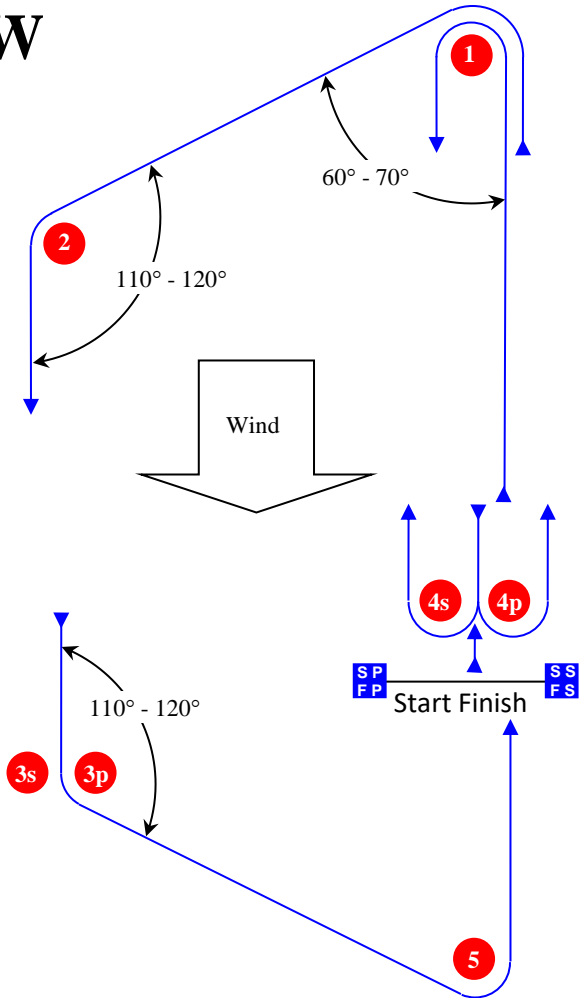 W
1
60° - 70°
2
110° - 120°
Wind
4s 4p
S P
F P
S S
F S
Start Finish
110° - 120°
3s 3p
5